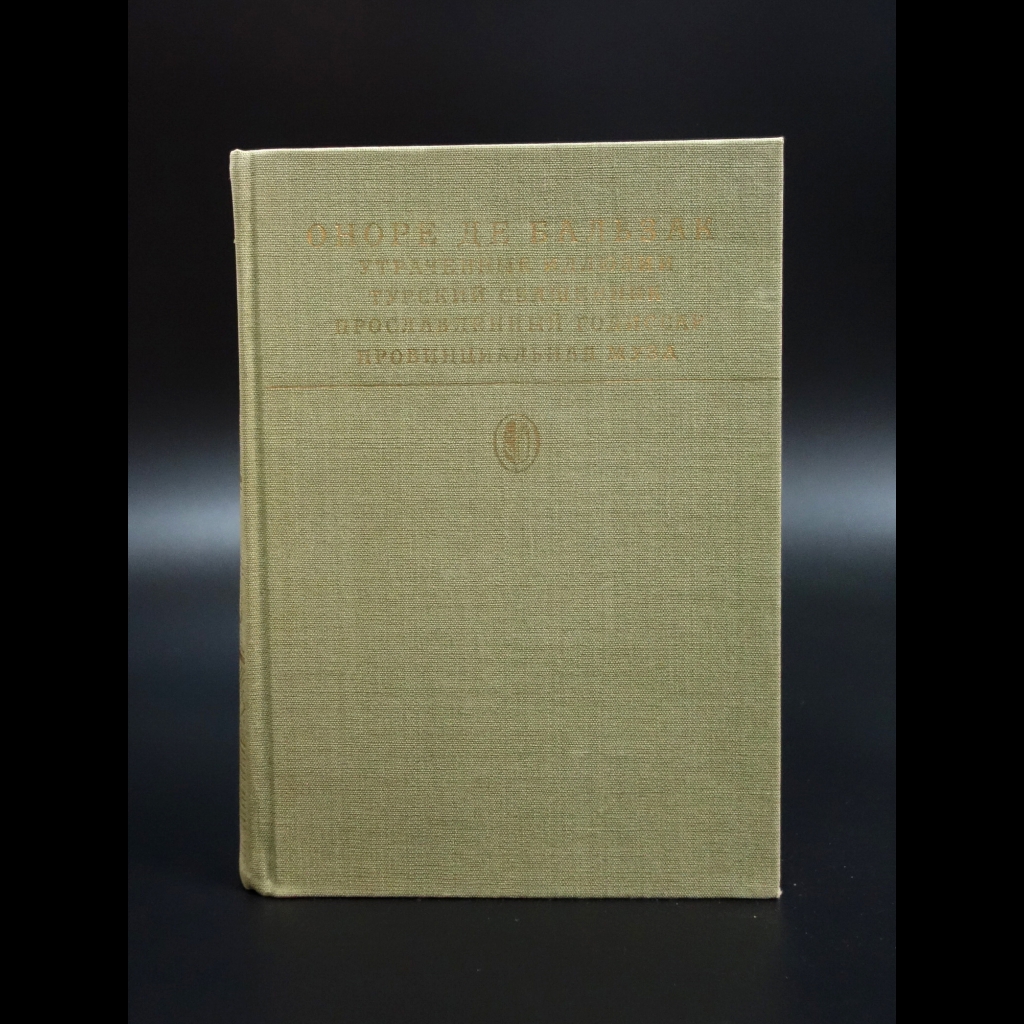 ОНОРЕ ДЕ БАЛЬЗАК
УТРАЧЕННЫЕ ИЛЛЮЗИИ
ТУРСКИЙ СВЯЩЕННИК
ПРОСЛАВЛЕННЫЙ ГОДИССАР
ПРОВИНЦИАЛЬНАЯ МУЗА